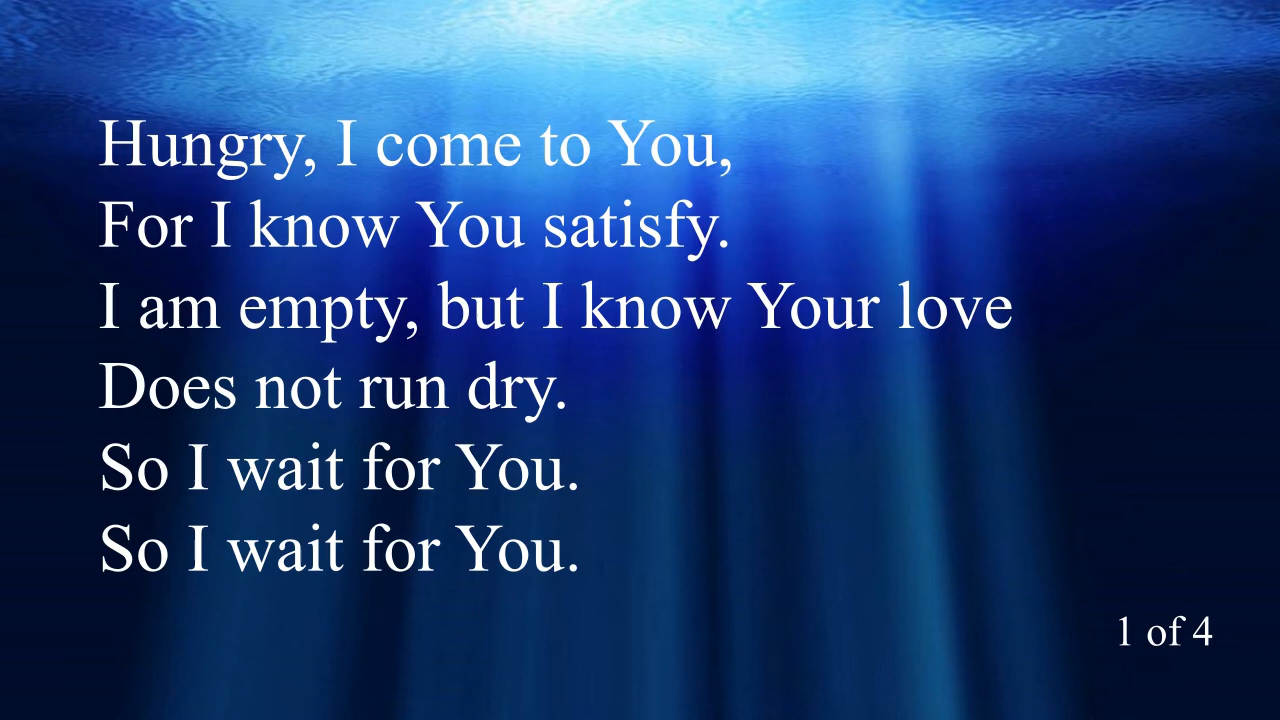 Hungry, I come to You,
For I know You satisfy.
I am empty, but I know Your love
Does not run dry.
So I wait for You.
So I wait for You.
1 of 4